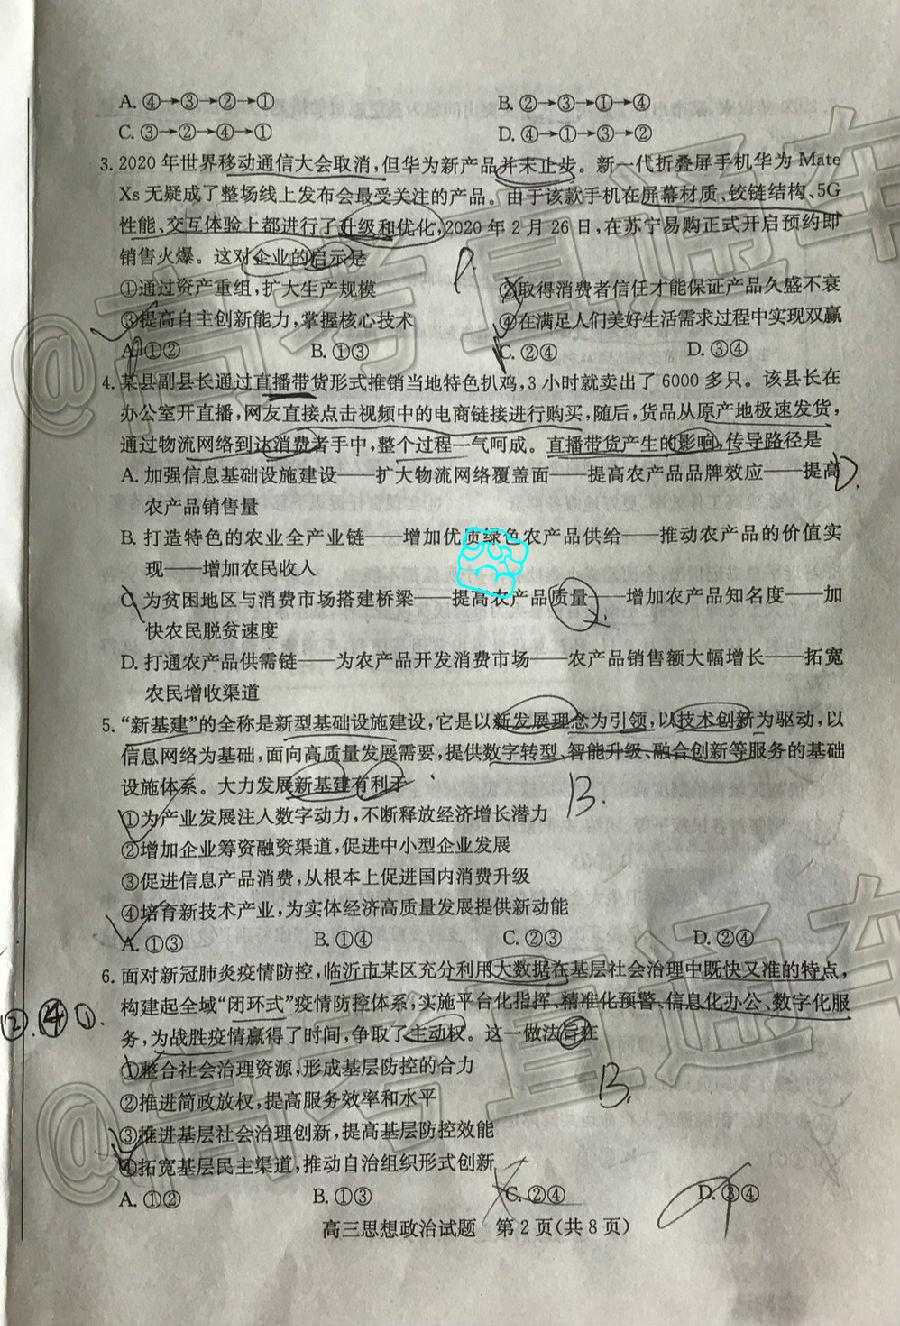 A. ④→③→②→① B. ②→③→①→④
C. ③→②→④→① D. ④→①→③→②
3. 2020 年世界移动通信大会取消,但华为新产品并未止步。新一代折叠屏手机华为 Mate
Xs 无疑成了整场线上发布会最受关注的产品。由于该款手机在屏幕材质、铰链结构、5G
性能、交互体验上都进行了升级和优化,2020 年 2 月 26 日,在苏宁易购正式开启预约即
销售火爆。这对企业的启示是
①通过资产重组,扩大生产规模 ②取得消费者信任才能保证产品久盛不衰
③提高自主创新能力,掌握核心技术 ④在满足人们美好生活需求过程中实现双赢
A. ①② B. ①③ C. ②④ D. ③④
4. 某县副县长通过直播带货形式推销当地特色扒鸡,3 小时就卖出了 6000 多只。该县长在
办公室开直播,网友直接点击视频中的电商链接进行购买,随后,货品从原产地极速发货,
通过物流网络到达消费者手中,整个过程一气呵成。直播带货产生的影响,传导路径是
A. 加强信息基础设施建设——扩大物流网络覆盖面——提高农产品品牌效应——提高
农产品销售量
B. 打造特色的农业全产业链——增加优质绿色农产品供给——推动农产品的价值实
现——增加农民收入
C. 为贫困地区与消费市场搭建桥梁——提高农产品质量——增加农产品知名度——加
快农民脱贫速度
D. 打通农产品供需链——为农产品开发消费市场——农产品销售额大幅增长——拓宽
农民增收渠道
5. “新基建”的全称是新型基础设施建设,它是以新发展理念为引领,以技术创新为驱动,以
信息网络为基础,面向高质量发展需要,提供数字转型、智能升级、融合创新等服务的基础
设施体系。大力发展新基建有利于
B.
①为产业发展注入数字动力,不断释放经济增长潜力
②增加企业筹资融资渠道,促进中小型企业发展
③促进信息产品消费,从根本上促进国内消费升级
④培育新技术产业,为实体经济高质量发展提供新动能
A. ①③ B. ①④ C. ②③ D. ②④
6. 面对新冠肺炎疫情防控,临沂市某区充分利用大数据在基层社会治理中既快又准的特点,
构建起全域“闭环式”疫情防控体系,实施平台化指挥、精准化预警、信息化办公、数字化服
②.④①.
务,为战胜疫情赢得了时间,争取了主动权。这一做法旨在
①整合社会治理资源,形成基层防控的合力
B.
②推进简政放权,提高服务效率和水平
③推进基层社会治理创新,提高基层防控效能
④拓宽基层民主渠道,推动自治组织形式创新
A. ①② B. ①③ C. ②④ D. ③④
高三思想政治试题 第 2 页(共 8 页)
@高考直通车
@高考直通车